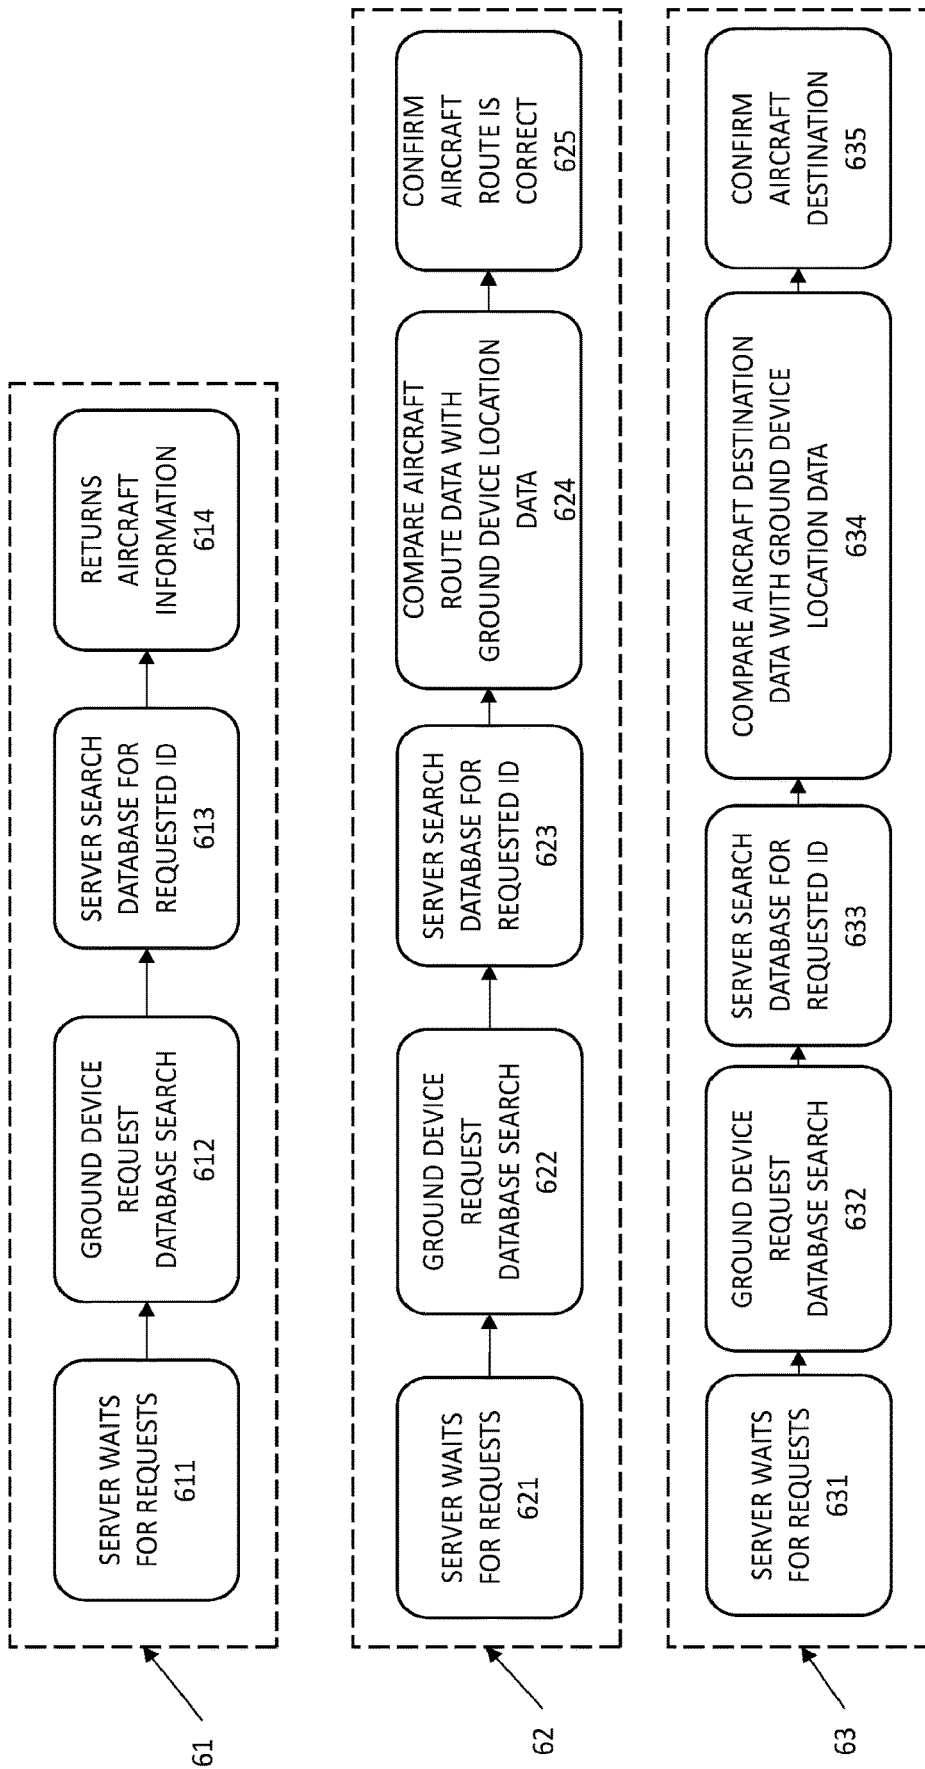 61
SERVER WAITS
FOR REQUESTS
611
GROUND DEVICE
REQUEST
DATABASE SEARCH
612
SERVER SEARCH
DATABASE FOR
REQUESTED ID
613
RETURNS
AIRCRAFT
INFORMATION
614
62
SERVER WAITS
FOR REQUESTS
621
GROUND DEVICE
REQUEST
DATABASE SEARCH
622
SERVER SEARCH
DATABASE FOR
REQUESTED ID
623
COMPARE AIRCRAFT
ROUTE DATA WITH
GROUND DEVICE LOCATION
DATA
624
CONFIRM
AIRCRAFT
ROUTE IS
CORRECT
625
63
SERVER WAITS
FOR REQUESTS
631
GROUND DEVICE
REQUEST
DATABASE SEARCH
632
SERVER SEARCH
DATABASE FOR
REQUESTED ID
633
COMPARE AIRCRAFT DESTINATION
DATA WITH GROUND DEVICE
LOCATION DATA
634
CONFIRM
AIRCRAFT
DESTINATION
635